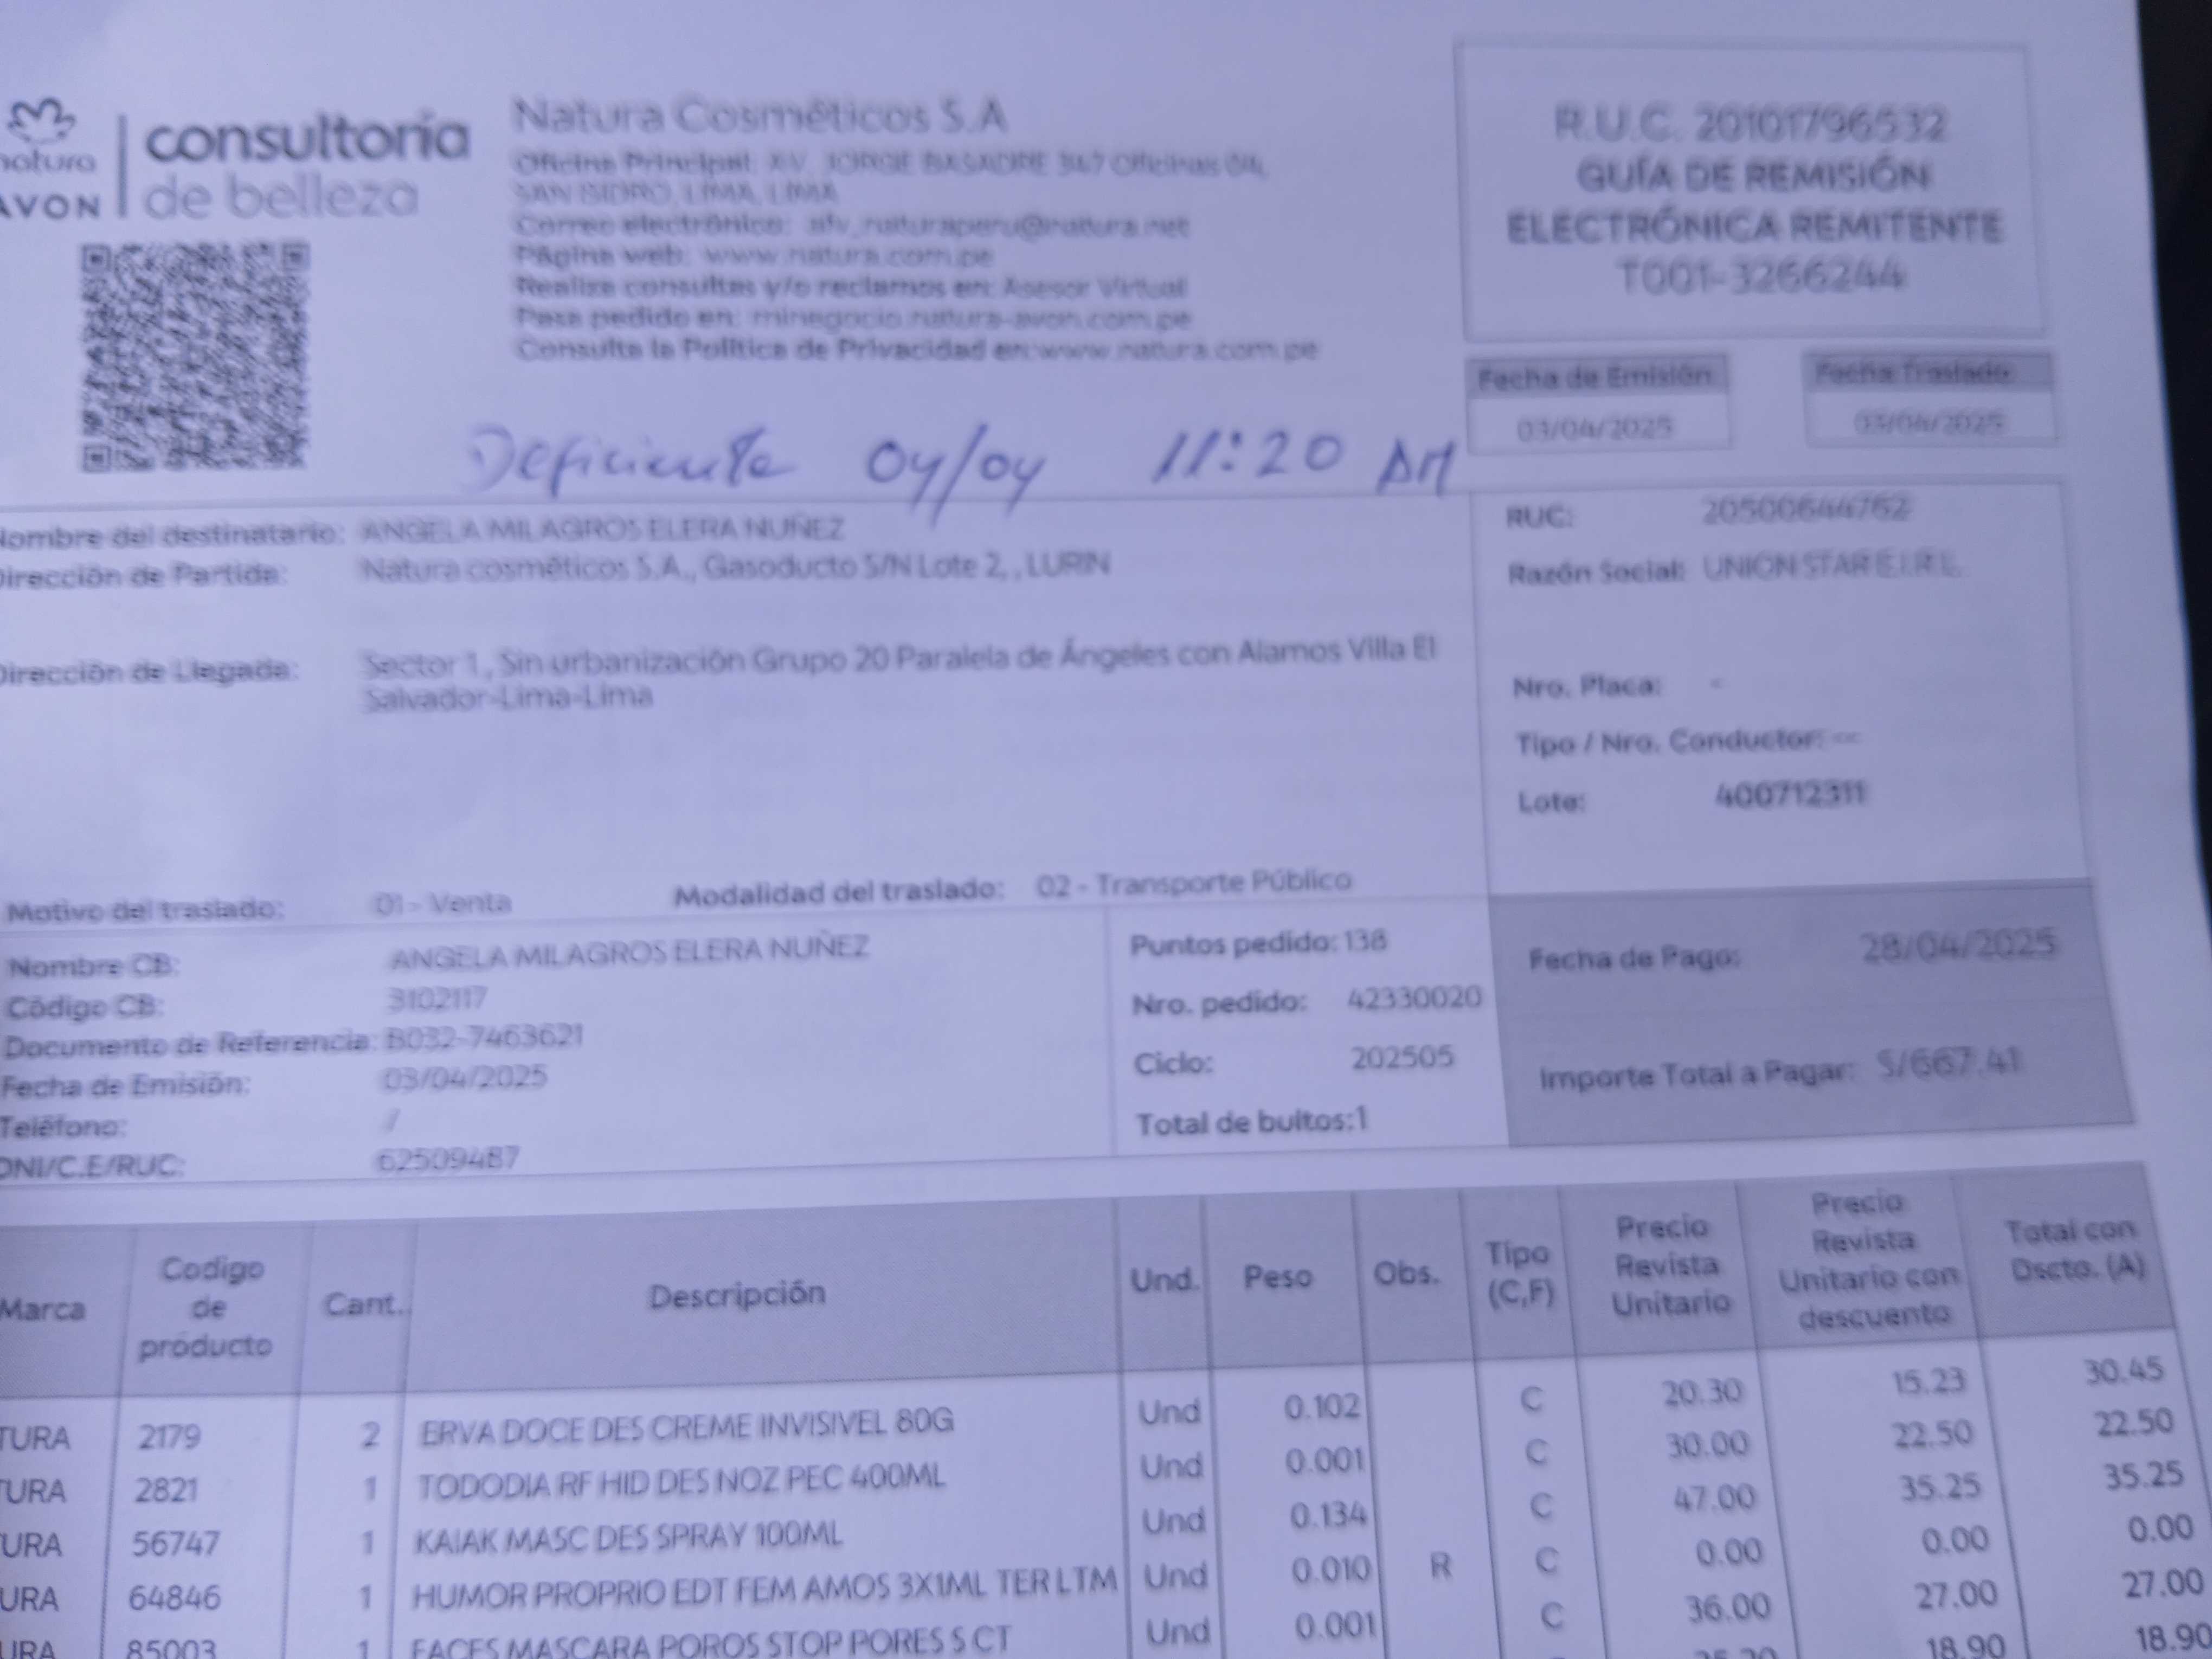 natura
AVON
consultoría
de belleza
Natura Cosméticos S.A
Oficina Principal: AV. JORGE BASADRE 347 Oficinas 04,
SAN ISIDRO, LIMA, LIMA
Correo electrónico: afv_naturaperu@natura.net
Página web: www.natura.com.pe
Realiza consultas y/o reclamos en: Asesor Virtual
Pasa pedido en: minegocio.natura-avon.com.pe
Consulta la Política de Privacidad en:www.natura.com.pe
R.U.C. 20101796532
GUÍA DE REMISIÓN
ELECTRÓNICA REMITENTE
T001-3266244
Fecha de Emisión
03/04/2025
Fecha Traslado
03/04/2025
Deficiente 04/04 11:20 AM
Nombre del destinatario: ANGELA MILAGROS ELERA NUÑEZ
Dirección de Partida: Natura cosméticos S.A., Gasoducto S/N Lote 2, , LURIN
Dirección de Llegada: Sector 1 , Sin urbanización Grupo 20 Paralela de Ángeles con Alamos Villa El
Salvador-Lima-Lima
RUC: 20500644762
Razón Social: UNION STAR E.I.R.L.
Nro. Placa: -
Tipo / Nro. Conductor: --
Lote: 400712311
Motivo del traslado: 01 - Venta Modalidad del traslado: 02 - Transporte Público
Nombre CB: ANGELA MILAGROS ELERA NUÑEZ
Código CB: 3102117
Documento de Referencia: B032-7463621
Fecha de Emisión: 03/04/2025
Teléfono: /
DNI/C.E/RUC: 62509487
Puntos pedido: 138
Nro. pedido: 42330020
Ciclo: 202505
Total de bultos:1
Fecha de Pago: 28/04/2025
Importe Total a Pagar: S/667.41
Marca Codigo de producto Cant. Descripción Und. Peso Obs. Tipo (C,F) Precio Revista Unitario Precio Revista Unitario con descuento Total con Dscto. (A)
TURA 2179 2 ERVA DOCE DES CREME INVISIVEL 80G Und 0.102 C 20.30 15.23 30.45
TURA 2821 1 TODODIA RF HID DES NOZ PEC 400ML Und 0.001 C 30.00 22.50 22.50
URA 56747 1 KAIAK MASC DES SPRAY 100ML Und 0.134 C 47.00 35.25 35.25
URA 64846 1 HUMOR PROPRIO EDT FEM AMOS 3X1ML TER LTM Und 0.010 R C 0.00 0.00 0.00
URA 85003 1 FACES MASCARA POROS STOP PORES S CT Und 0.001 C 36.00 27.00 27.00
18.90 18.90